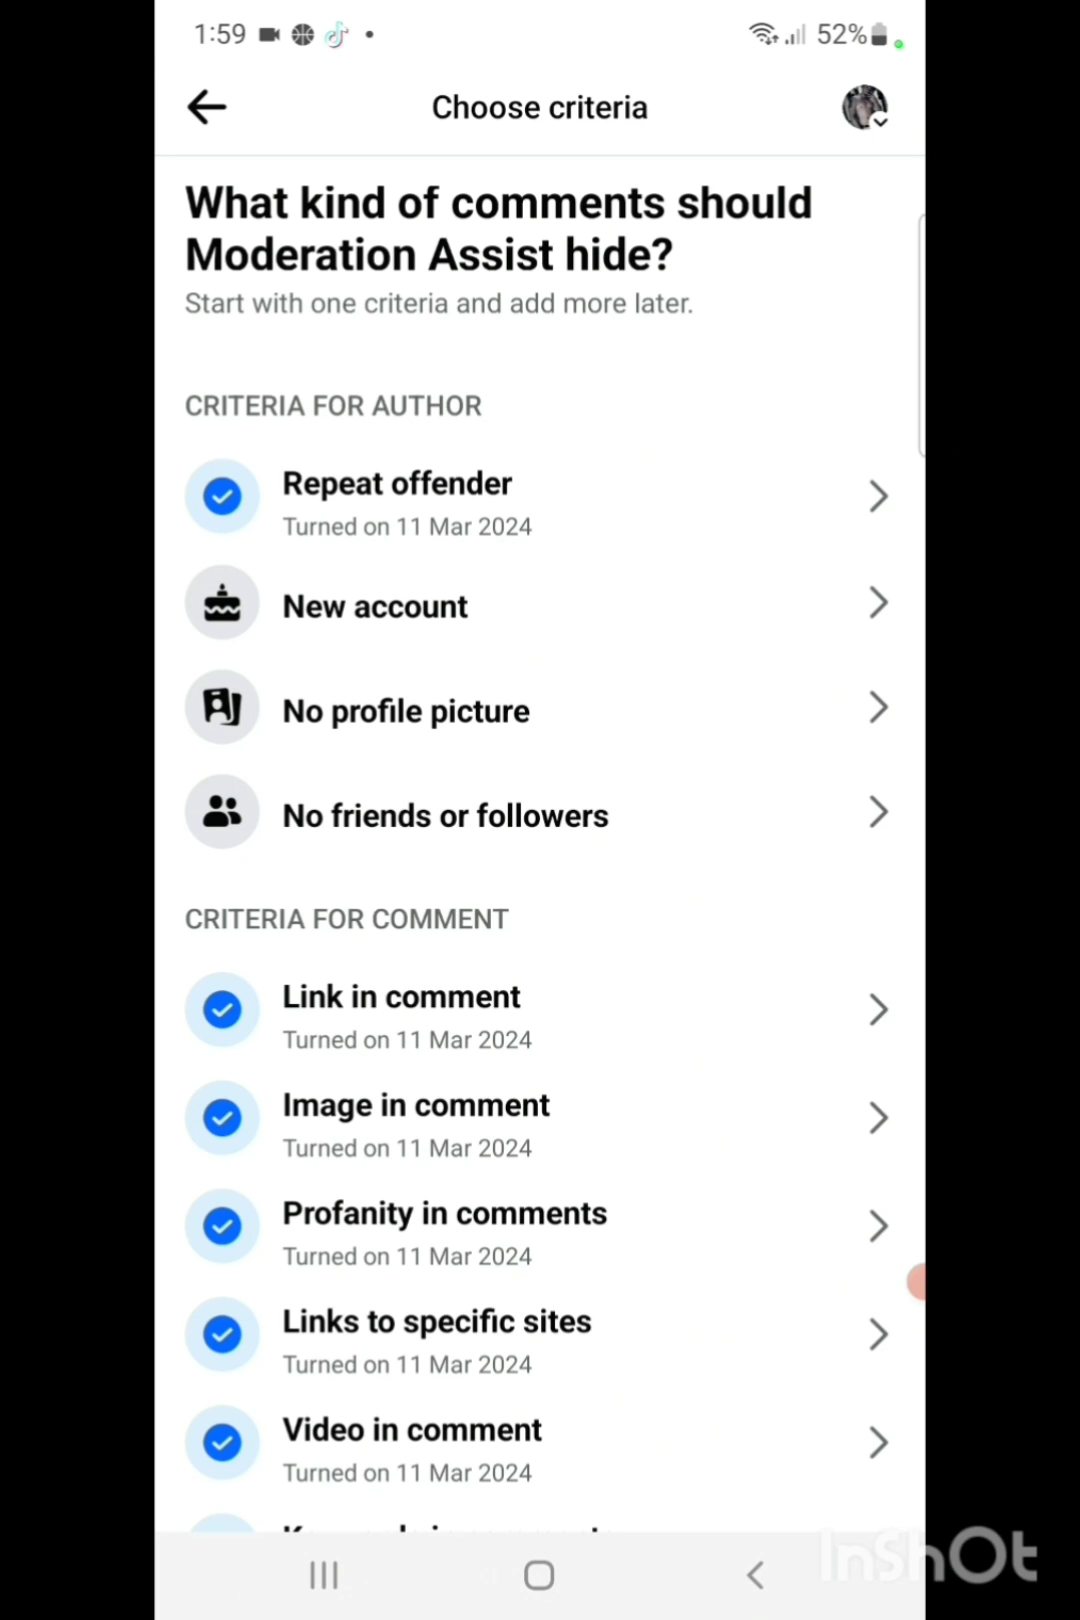 1:59
52%
Choose criteria
What kind of comments should
Moderation Assist hide?
Start with one criteria and add more later.
CRITERIA FOR AUTHOR
Repeat offender
Turned on 11 Mar 2024
New account
No profile picture
No friends or followers
CRITERIA FOR COMMENT
Link in comment
Turned on 11 Mar 2024
Image in comment
Turned on 11 Mar 2024
Profanity in comments
Turned on 11 Mar 2024
Links to specific sites
Turned on 11 Mar 2024
Video in comment
Turned on 11 Mar 2024
InShOt